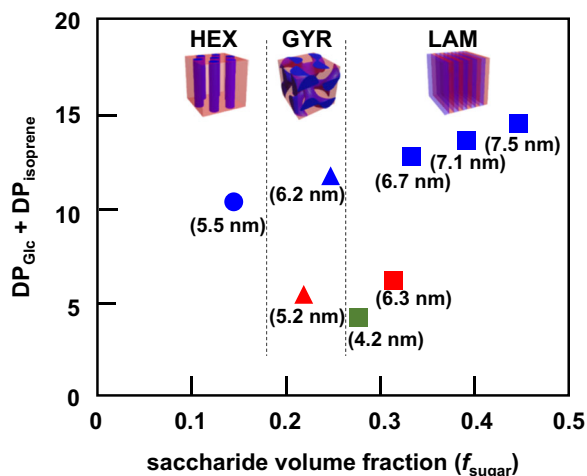 HEX GYR LAM
20
15
10
5
0
DP_Glc + DP_isoprene
(7.5 nm)
(7.1 nm)
(6.7 nm)
(6.2 nm)
(5.5 nm)
(6.3 nm)
(5.2 nm)
(4.2 nm)
0 0.1 0.2 0.3 0.4 0.5
saccharide volume fraction (f_sugar)